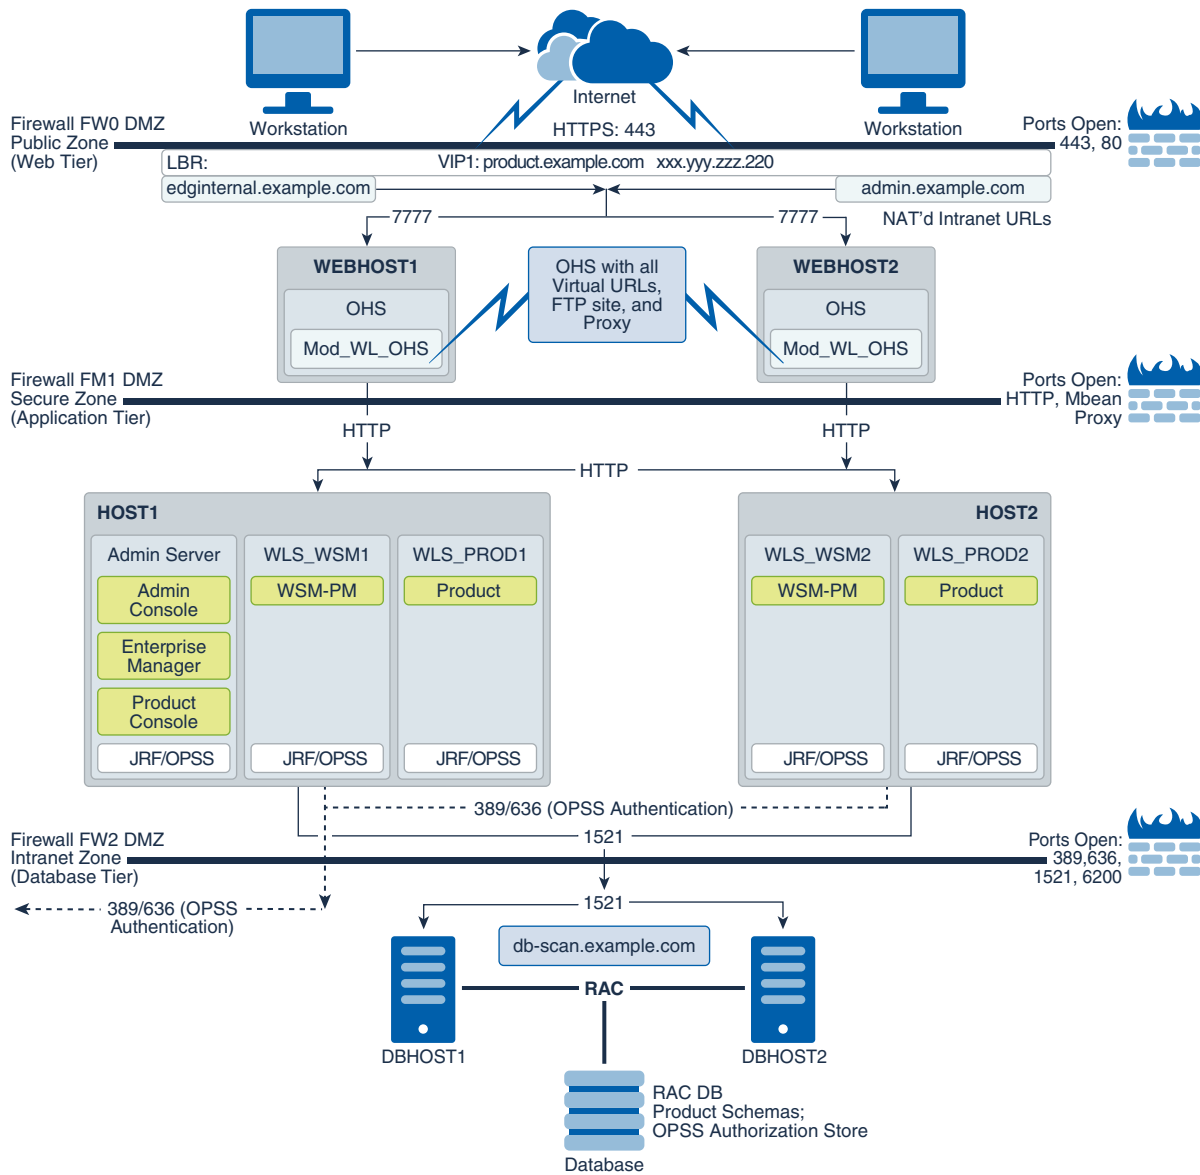 Internet
Workstation
HTTPS: 443
Workstation
Firewall FW0 DMZ
Public Zone
(Web Tier)
Ports Open:
443, 80
LBR:
VIP1: product.example.com xxx.yyy.zzz.220
edginternal.example.com
admin.example.com
NAT'd Intranet URLs
7777
7777
WEBHOST1
OHS
Mod_WL_OHS
OHS with all
Virtual URLs,
FTP site, and
Proxy
WEBHOST2
OHS
Mod_WL_OHS
Firewall FM1 DMZ
Secure Zone
(Application Tier)
Ports Open:
HTTP, Mbean
Proxy
HTTP
HTTP
HTTP
HOST1
Admin Server
Admin
Console
Enterprise
Manager
Product
Console
JRF/OPSS
WLS_WSM1
WSM-PM
JRF/OPSS
WLS_PROD1
Product
JRF/OPSS
HOST2
WLS_WSM2
WSM-PM
JRF/OPSS
WLS_PROD2
Product
JRF/OPSS
389/636 (OPSS Authentication)
1521
Firewall FW2 DMZ
Intranet Zone
(Database Tier)
Ports Open:
389,636,
1521, 6200
389/636 (OPSS
Authentication)
1521
db-scan.example.com
RAC
DBHOST1
DBHOST2
RAC DB
Product Schemas;
OPSS Authorization Store
Database